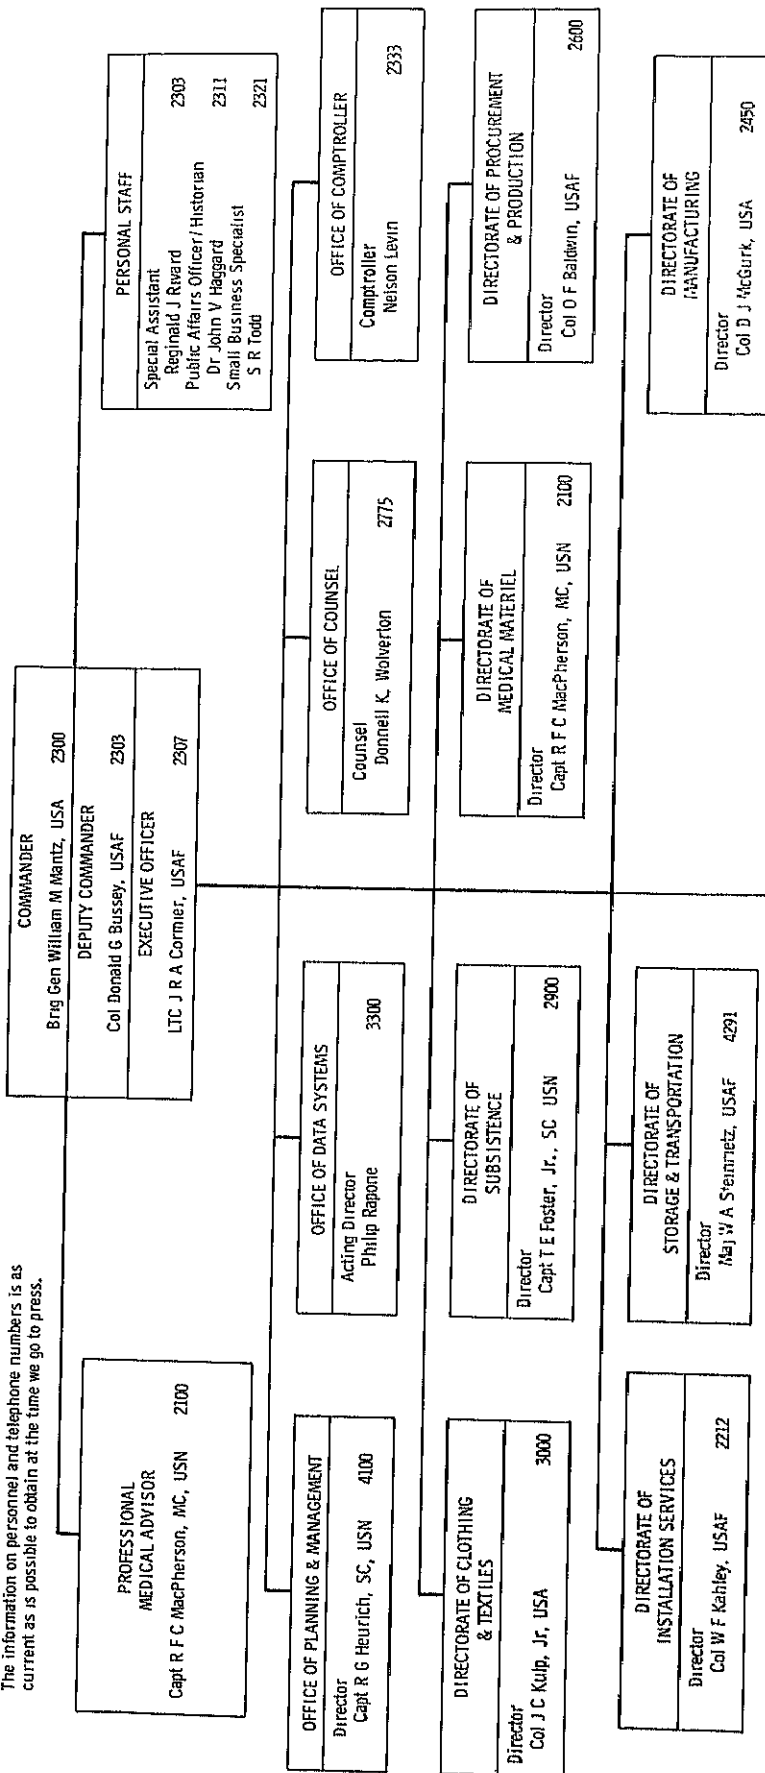 The information on personnel and telephone numbers is as
current as is possible to obtain at the time we go to press.
COMMANDER
Brig Gen William M Mantz, USA 2300
DEPUTY COMMANDER
Col Donald G Bussey, USAF 2303
EXECUTIVE OFFICER
LTC J R A Cormier, USAF 2307
PROFESSIONAL
MEDICAL ADVISOR
Capt R F C MacPherson, MC, USN 2100
PERSONAL STAFF
Special Assistant
Reginald J Rivard 2303
Public Affairs Officer/Historian
Dr John V Haggard 2311
Small Business Specialist
S R Todd 2321
OFFICE OF PLANNING & MANAGEMENT
Director
Capt R G Heurich, SC, USN 4100
OFFICE OF DATA SYSTEMS
Acting Director
Philip Rapone 3300
OFFICE OF COUNSEL
Counsel
Donnell K. Wolverton 2775
OFFICE OF COMPTROLLER
Comptroller
Nelson Levin 2333
DIRECTORATE OF CLOTHING
& TEXTILES
Director
Col J C Kulp, Jr, USA 3000
DIRECTORATE OF
SUBSISTENCE
Director
Capt T E Foster, Jr., SC USN 2900
DIRECTORATE OF
MEDICAL MATERIEL
Director
Capt R F C MacPherson, MC, USN 2100
DIRECTORATE OF PROCUREMENT
& PRODUCTION
Director
Col O F Baldwin, USAF 2600
DIRECTORATE OF
INSTALLATION SERVICES
Director
Col W F Kahley, USAF 2212
DIRECTORATE OF
STORAGE & TRANSPORTATION
Director
Maj W A Steinmetz, USAF 4291
DIRECTORATE OF
MANUFACTURING
Director
Col D J McGurk, USA 2450